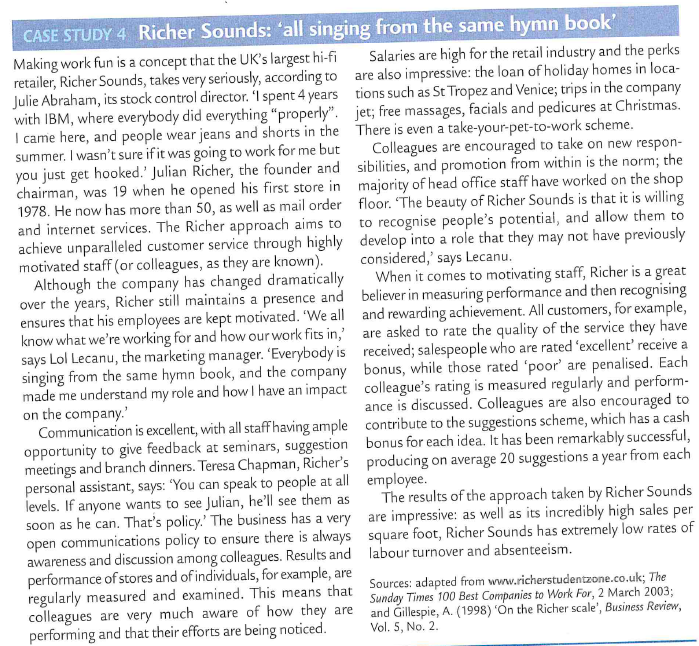 CASE STUDY 4 Richer Sounds: ‘all singing from the same hymn book’
Making work fun is a concept that the UK’s largest hi-fi
retailer, Richer Sounds, takes very seriously, according to
Julie Abraham, its stock control director. ‘I spent 4 years
with IBM, where everybody did everything “properly”.
I came here, and people wear jeans and shorts in the
summer. I wasn’t sure if it was going to work for me but
you just get hooked.’ Julian Richer, the founder and
chairman, was 19 when he opened his first store in
1978. He now has more than 50, as well as mail order
and internet services. The Richer approach aims to
achieve unparalleled customer service through highly
motivated staff (or colleagues, as they are known).
Although the company has changed dramatically
over the years, Richer still maintains a presence and
ensures that his employees are kept motivated. ‘We all
know what we’re working for and how our work fits in,’
says Lol Lecanu, the marketing manager. ‘Everybody is
singing from the same hymn book, and the company
made me understand my role and how I have an impact
on the company.’
Communication is excellent, with all staff having ample
opportunity to give feedback at seminars, suggestion
meetings and branch dinners. Teresa Chapman, Richer’s
personal assistant, says: ‘You can speak to people at all
levels. If anyone wants to see Julian, he’ll see them as
soon as he can. That’s policy.’ The business has a very
open communications policy to ensure there is always
awareness and discussion among colleagues. Results and
performance of stores and of individuals, for example, are
regularly measured and examined. This means that
colleagues are very much aware of how they are
performing and that their efforts are being noticed.
Salaries are high for the retail industry and the perks
are also impressive: the loan of holiday homes in loca-
tions such as St Tropez and Venice; trips in the company
jet; free massages, facials and pedicures at Christmas.
There is even a take-your-pet-to-work scheme.
Colleagues are encouraged to take on new respon-
sibilities, and promotion from within is the norm; the
majority of head office staff have worked on the shop
floor. ‘The beauty of Richer Sounds is that it is willing
to recognise people’s potential, and allow them to
develop into a role that they may not have previously
considered,’ says Lecanu.
When it comes to motivating staff, Richer is a great
believer in measuring performance and then recognising
and rewarding achievement. All customers, for example,
are asked to rate the quality of the service they have
received; salespeople who are rated ‘excellent’ receive a
bonus, while those rated ‘poor’ are penalised. Each
colleague’s rating is measured regularly and perform-
ance is discussed. Colleagues are also encouraged to
contribute to the suggestions scheme, which has a cash
bonus for each idea. It has been remarkably successful,
producing on average 20 suggestions a year from each
employee.
The results of the approach taken by Richer Sounds
are impressive: as well as its incredibly high sales per
square foot, Richer Sounds has extremely low rates of
labour turnover and absenteeism.
Sources: adapted from www.richerstudentzone.co.uk; The
Sunday Times 100 Best Companies to Work For, 2 March 2003;
and Gillespie, A. (1998) ‘On the Richer scale’, Business Review,
Vol. 5, No. 2.